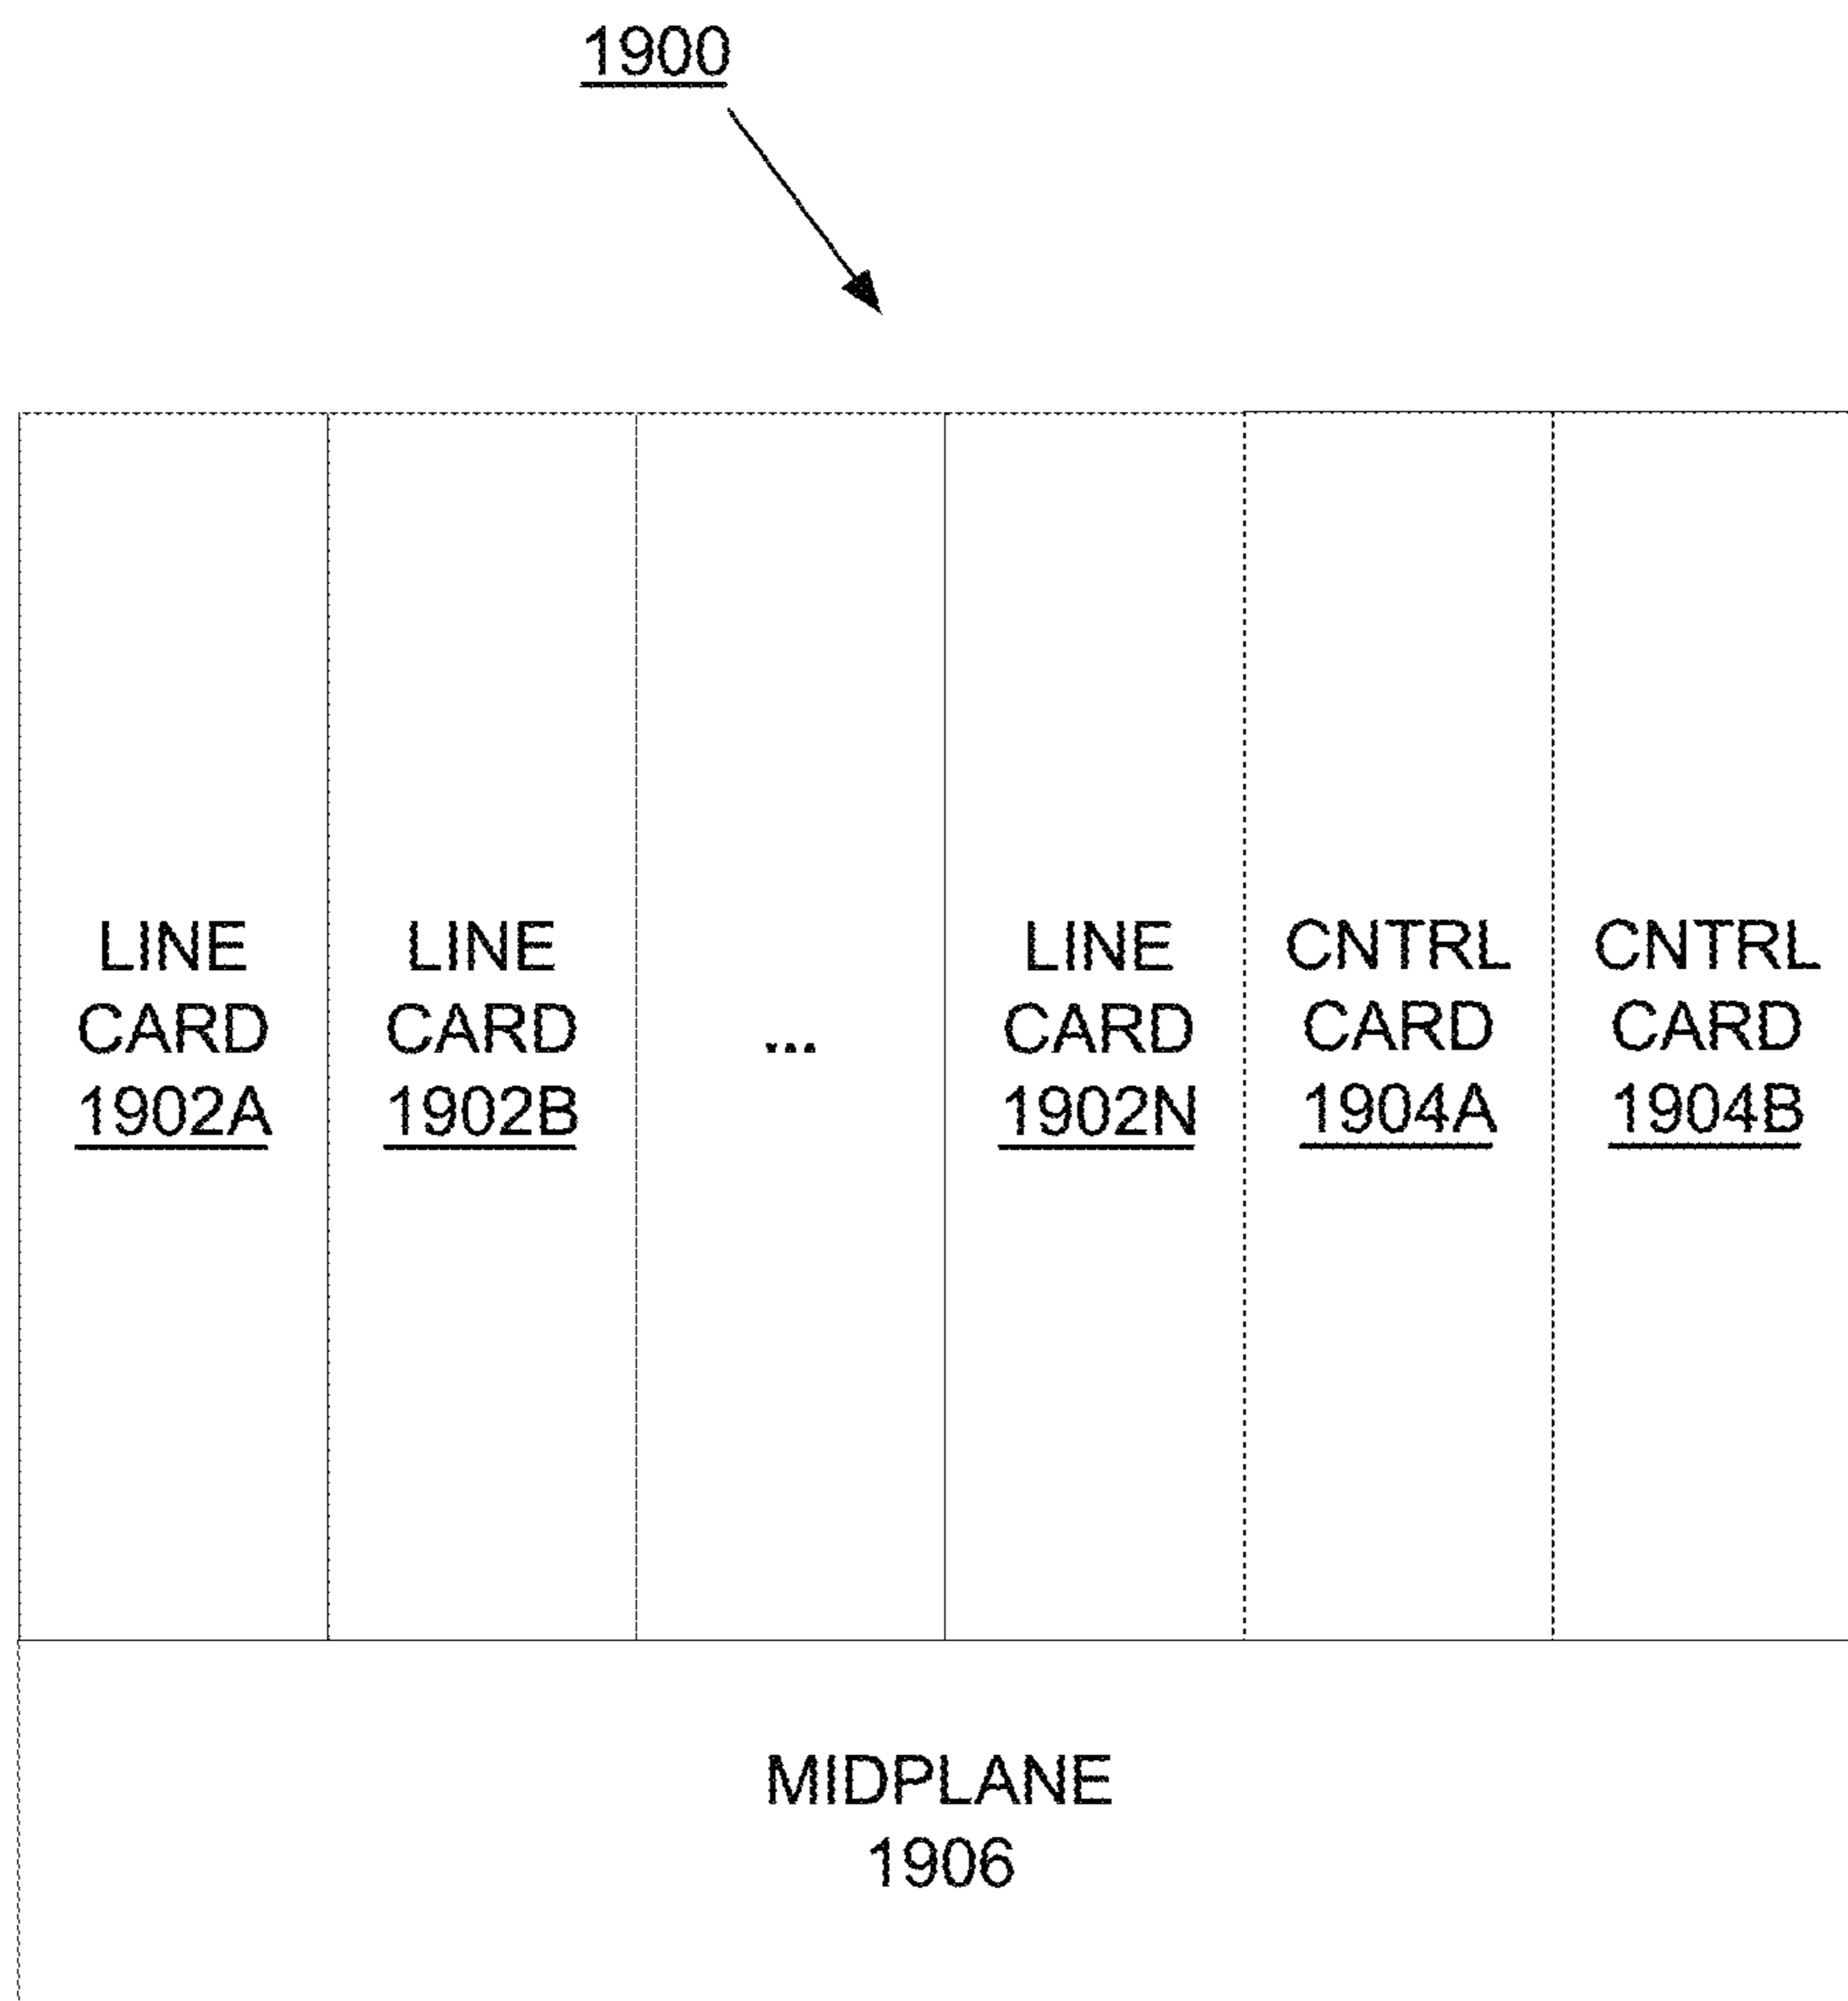 1900
LINE
CARD
1902A
LINE
CARD
1902B
...
LINE
CARD
1902N
CNTRL
CARD
1904A
CNTRL
CARD
1904B
MIDPLANE
1906